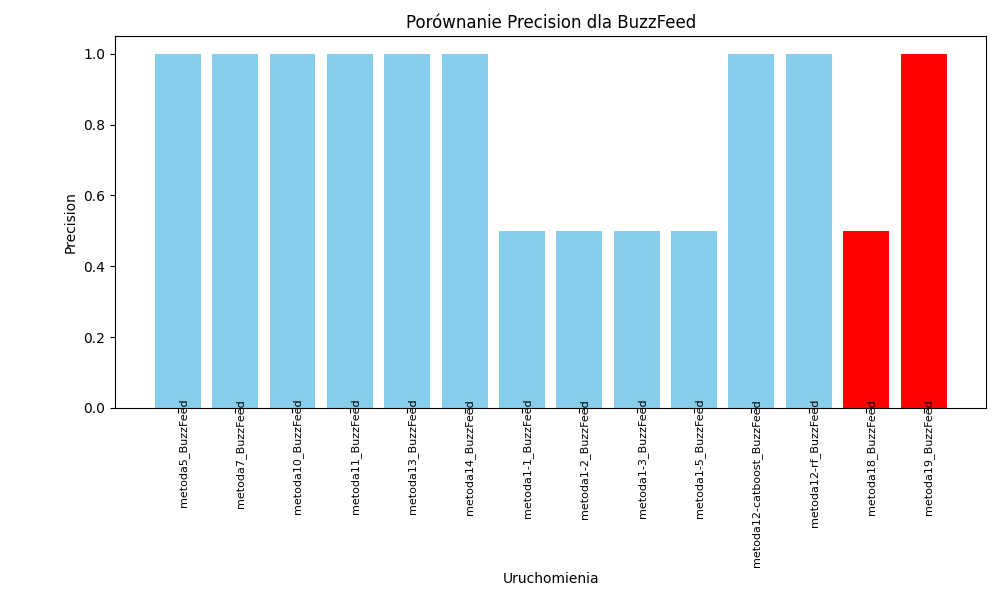 Porównanie Precision dla BuzzFeed
Precision
1.0
0.8
0.6
0.4
0.2
0.0
metoda5_BuzzFeed
metoda7_BuzzFeed
metoda10_BuzzFeed
metoda11_BuzzFeed
metoda13_BuzzFeed
metoda14_BuzzFeed
metoda1-1_BuzzFeed
metoda1-2_BuzzFeed
metoda1-3_BuzzFeed
metoda1-5_BuzzFeed
metoda12-catboost_BuzzFeed
metoda12-rf_BuzzFeed
metoda18_BuzzFeed
metoda19_BuzzFeed
Uruchomienia